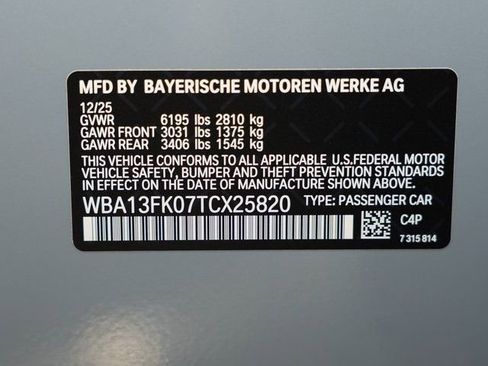 MFD BY BAYERISCHE MOTOREN WERKE AG
12/25
GVWR 6195 lbs 2810 kg
GAWR FRONT 3031 lbs 1375 kg
GAWR REAR 3406 lbs 1545 kg
THIS VEHICLE CONFORMS TO ALL APPLICABLE U.S.FEDERAL MOTOR
VEHICLE SAFETY, BUMPER AND THEFT PREVENTION STANDARDS
IN EFFECT ON THE DATE OF MANUFACTURE SHOWN ABOVE.
WBA13FK07TCX25820 TYPE: PASSENGER CAR
C4P
7 315 814